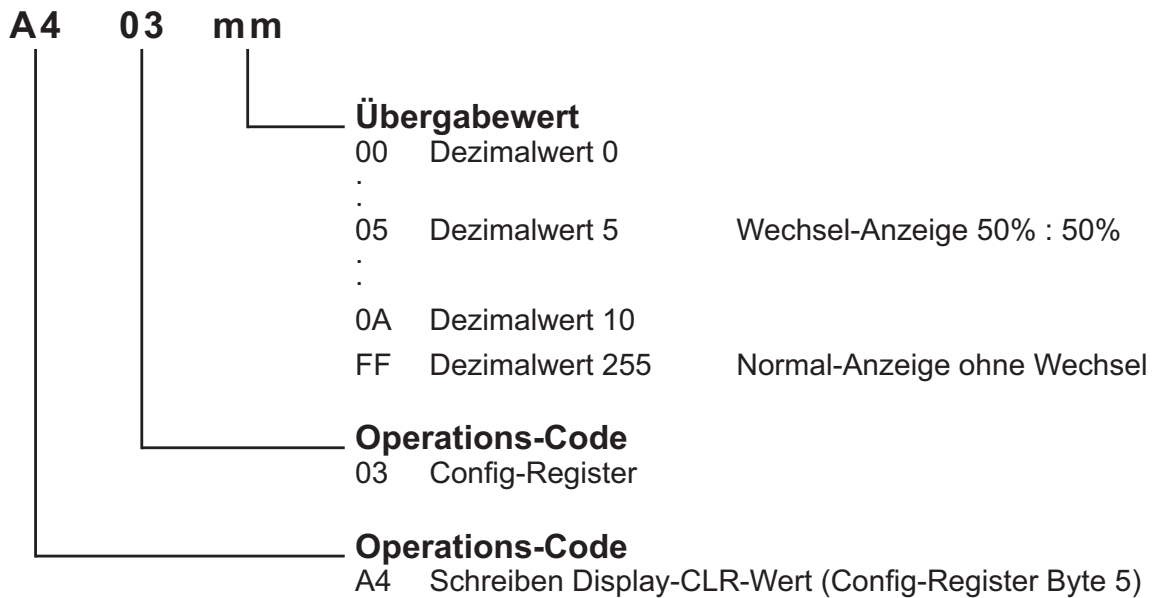 A4 03 mm
Übergabewert
00 Dezimalwert 0
.
.
05 Dezimalwert 5 Wechsel-Anzeige 50% : 50%
.
.
0A Dezimalwert 10
FF Dezimalwert 255 Normal-Anzeige ohne Wechsel
Operations-Code
03 Config-Register
Operations-Code
A4 Schreiben Display-CLR-Wert (Config-Register Byte 5)